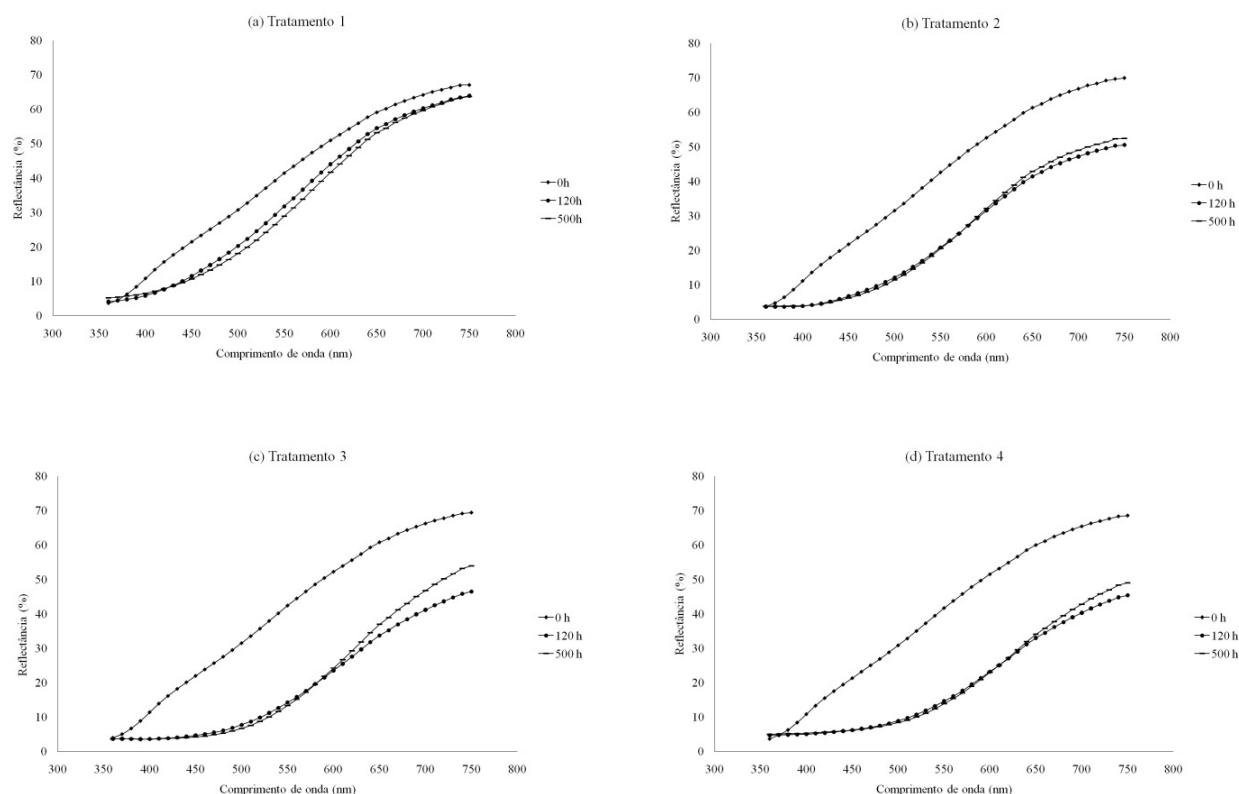 (a) Tratamento 1
80
70
60
50
40
30
20
10
0
300 350 400 450 500 550 600 650 700 750 800
Reflectância (%)
Comprimento de onda (nm)
0h
120h
500h
(b) Tratamento 2
80
70
60
50
40
30
20
10
0
300 350 400 450 500 550 600 650 700 750 800
Reflectância (%)
Comprimento de onda (nm)
0 h
120 h
500 h
(c) Tratamento 3
80
70
60
50
40
30
20
10
0
300 350 400 450 500 550 600 650 700 750 800
Reflectância (%)
Comprimento de onda (nm)
0 h
120 h
500 h
(d) Tratamento 4
80
70
60
50
40
30
20
10
0
300 350 400 450 500 550 600 650 700 750 800
Reflectância (%)
Comprimento de onda (nm)
0 h
120 h
500 h